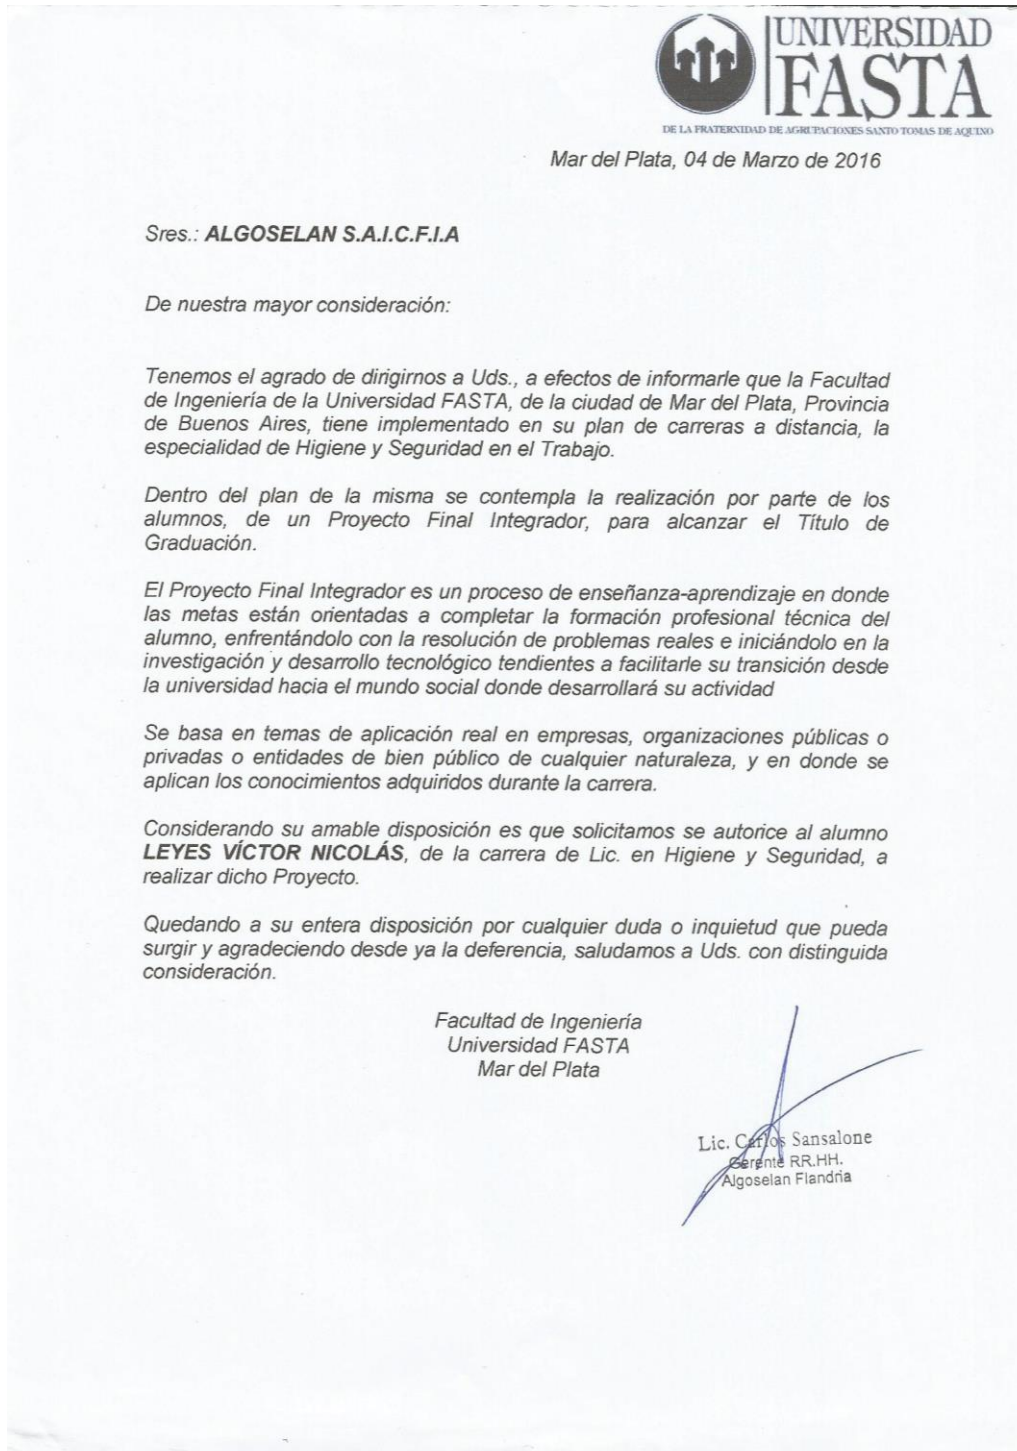 UNIVERSIDAD
FASTA
DE LA FRATERNIDAD DE AGRUPACIONES SANTO TOMAS DE AQUINO
Mar del Plata, 04 de Marzo de 2016
Sres.: ALGOSELAN S.A.I.C.F.I.A
De nuestra mayor consideración:
Tenemos el agrado de dirigirnos a Uds., a efectos de informarle que la Facultad
de Ingeniería de la Universidad FASTA, de la ciudad de Mar del Plata, Provincia
de Buenos Aires, tiene implementado en su plan de carreras a distancia, la
especialidad de Higiene y Seguridad en el Trabajo.
Dentro del plan de la misma se contempla la realización por parte de los
alumnos, de un Proyecto Final Integrador, para alcanzar el Título de
Graduación.
El Proyecto Final Integrador es un proceso de enseñanza-aprendizaje en donde
las metas están orientadas a completar la formación profesional técnica del
alumno, enfrentándolo con la resolución de problemas reales e iniciándolo en la
investigación y desarrollo tecnológico tendientes a facilitarle su transición desde
la universidad hacia el mundo social donde desarrollará su actividad
Se basa en temas de aplicación real en empresas, organizaciones públicas o
privadas o entidades de bien público de cualquier naturaleza, y en donde se
aplican los conocimientos adquiridos durante la carrera.
Considerando su amable disposición es que solicitamos se autorice al alumno
LEYES VÍCTOR NICOLÁS, de la carrera de Lic. en Higiene y Seguridad, a
realizar dicho Proyecto.
Quedando a su entera disposición por cualquier duda o inquietud que pueda
surgir y agradeciendo desde ya la deferencia, saludamos a Uds. con distinguida
consideración.
Facultad de Ingeniería
Universidad FASTA
Mar del Plata
Lic. Carlos Sansalone
Gerente RR.HH.
Algoselan Flandria